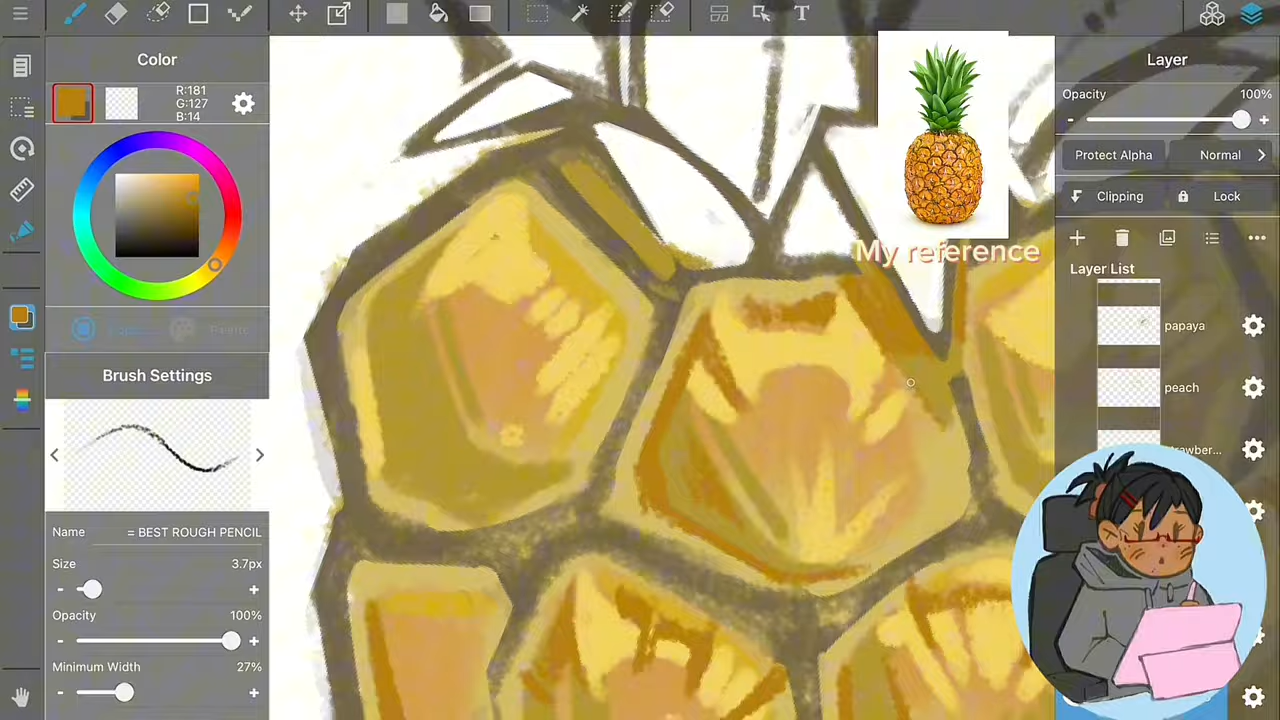 T
Color
Layer
R:181
G:127
B:14
Opacity
100%
-
+
Protect Alpha
Normal
Clipping
Lock
My reference
Layer List
papaya
peach
Palette
Brush Settings
Name
= BEST ROUGH PENCIL
Size
3.7px
-
+
Opacity
100%
-
+
Minimum Width
27%
-
+